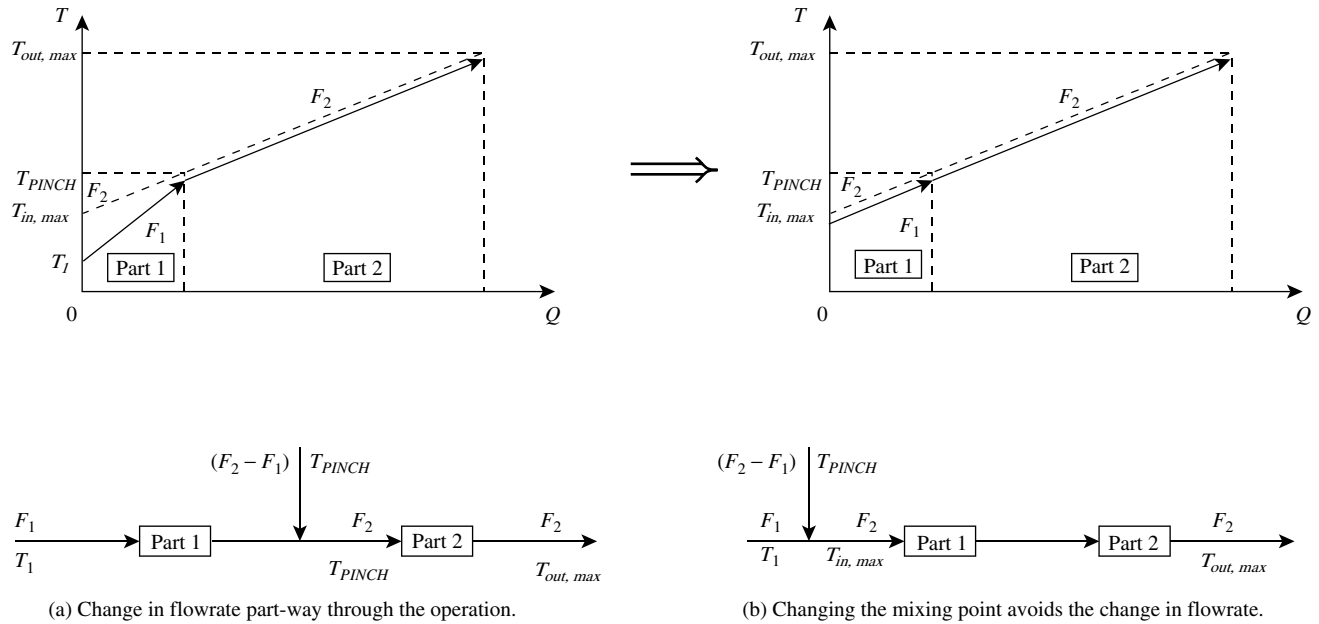 T
T
T_out, max
T_out, max
F_2
F_2
T_PINCH
T_PINCH
F_2
F_2
T_in, max
T_in, max
F_1
F_1
T_1
Part 1
Part 2
Part 1
Part 2
0
Q
0
Q
(F_2 – F_1)
T_PINCH
(F_2 – F_1)
T_PINCH
F_1
F_2
F_2
F_1
F_2
F_2
Part 1
Part 2
Part 1
Part 2
T_1
T_PINCH
T_out, max
T_1
T_in, max
T_out, max
(a) Change in flowrate part-way through the operation.
(b) Changing the mixing point avoids the change in flowrate.